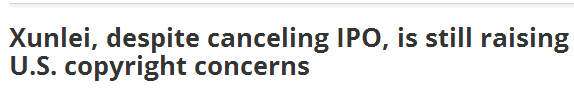 Xunlei, despite canceling IPO, is still raising
U.S. copyright concerns